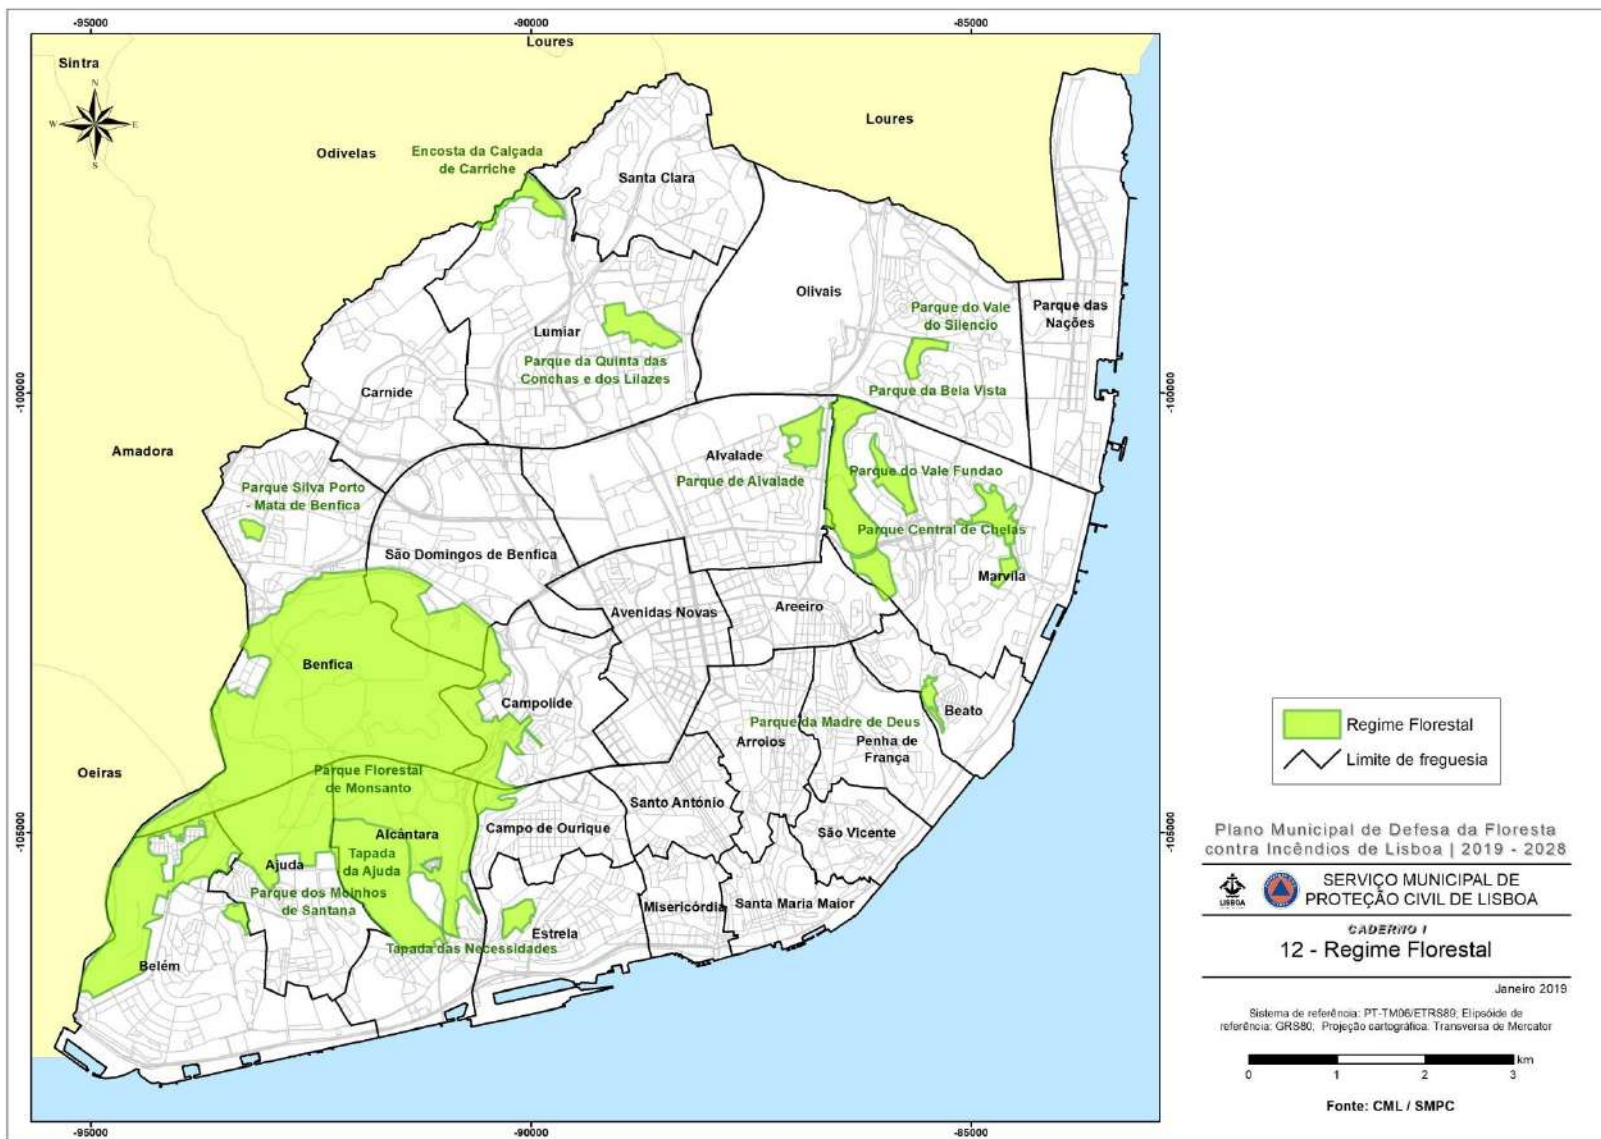 -95000
-90000
-85000
Loures
Sintra
N
W
E
S
Loures
Odivelas
Encosta da Calçada
de Carriche
Santa Clara
Olivais
Parque do Vale
do Silencio
Parque das
Nações
Lumiar
Parque da Quinta das
Conchas e dos Lilazes
Carnide
Parque da Bela Vista
-100000
-100000
Amadora
Alvalade
Parque de Alvalade
Parque do Vale Fundao
Parque Silva Porto
- Mata de Benfica
Parque Central de Chelas
São Domingos de Benfica
Marvila
Avenidas Novas
Areeiro
Benfica
Campolide
Beato
Parque da Madre de Deus
Arroios
Penha de
França
Oeiras
Parque Florestal
de Monsanto
Santo António
Alcântara
Campo de Ourique
São Vicente
-105000
-105000
Tapada
da Ajuda
Ajuda
Parque dos Moinhos
de Santana
Misericórdia
Santa Maria Maior
Estrela
Tapada das Necessidades
Belém
-95000
-90000
-85000
Regime Florestal
Limite de freguesia
Plano Municipal de Defesa da Floresta
contra Incêndios de Lisboa | 2019 - 2028
LISBOA
SERVIÇO MUNICIPAL DE
PROTEÇÃO CIVIL DE LISBOA
CADERNO I
12 - Regime Florestal
Janeiro 2019
Sistema de referência: PT-TM06/ETRS89; Elipsóide de
referência: GRS80; Projeção cartográfica: Transversa de Mercator
km
0
1
2
3
Fonte: CML / SMPC